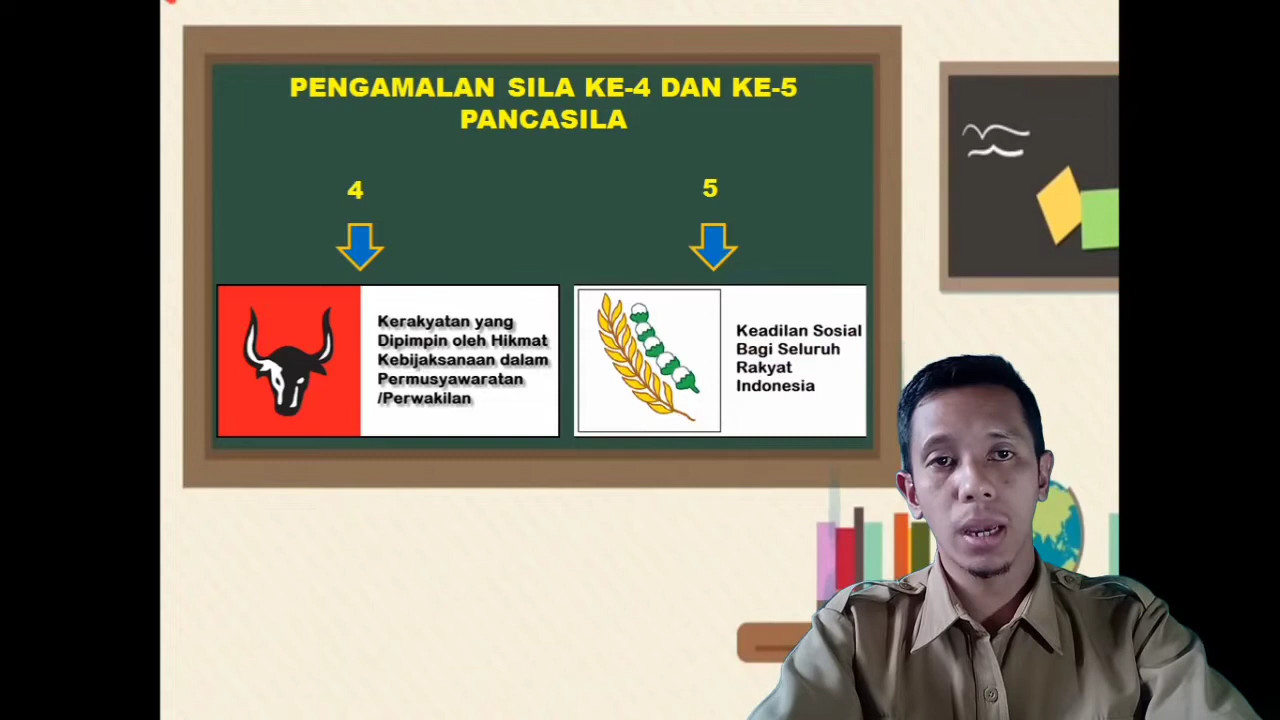 PENGAMALAN SILA KE-4 DAN KE-5
PANCASILA
4
5
Kerakyatan yang
Dipimpin oleh Hikmat
Kebijaksanaan dalam
Permusyawaratan
/Perwakilan
Keadilan Sosial
Bagi Seluruh
Rakyat
Indonesia